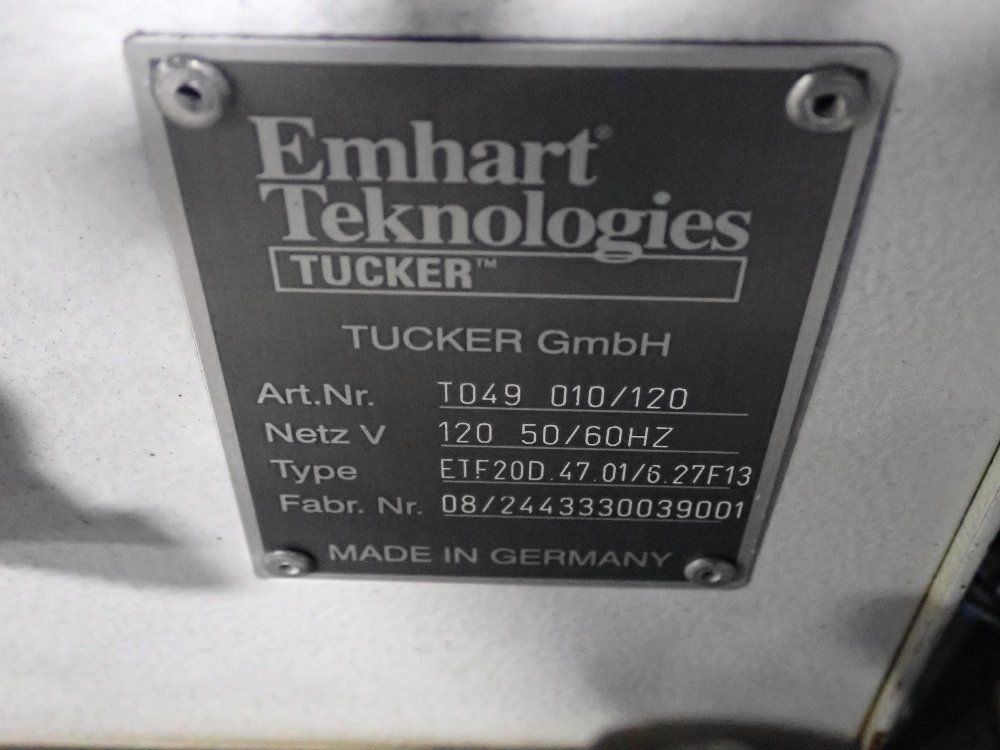 Emhart®
Teknologies
TUCKER™
TUCKER GmbH
Art.Nr. T049 010/120
Netz V 120 50/60HZ
Type ETF20D.47.01/6.27F13
Fabr. Nr. 08/2443330039001
MADE IN GERMANY